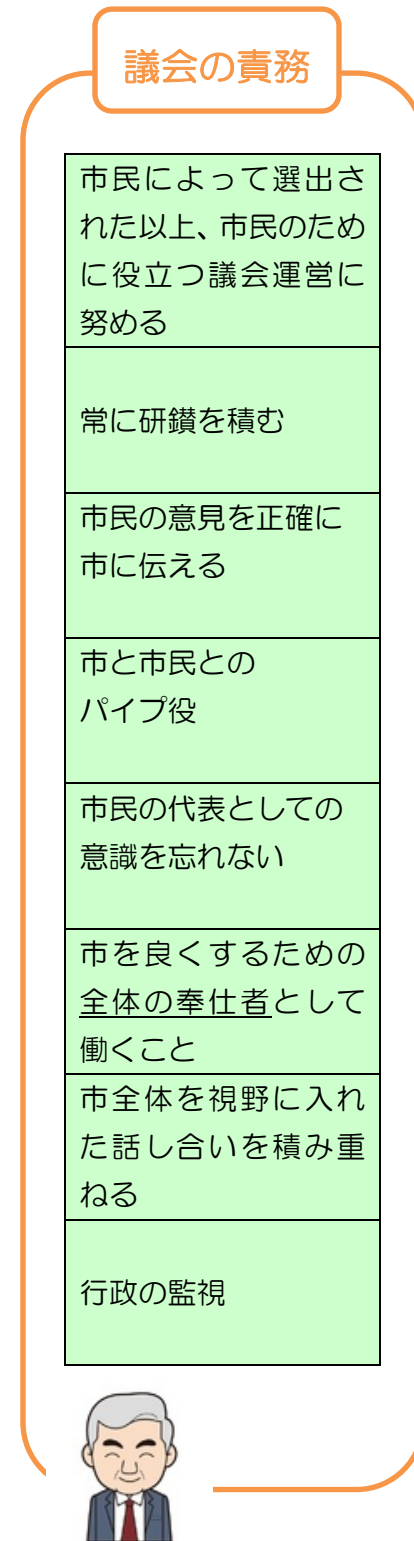 議会の責務
市民によって選出さ
れた以上、市民のため
に役立つ議会運営に
努める
常に研鑚を積む
市民の意見を正確に
市に伝える
市と市民との
パイプ役
市民の代表としての
意識を忘れない
市を良くするための
全体の奉仕者として
働くこと
市全体を視野に入れ
た話し合いを積み重
ねる
行政の監視